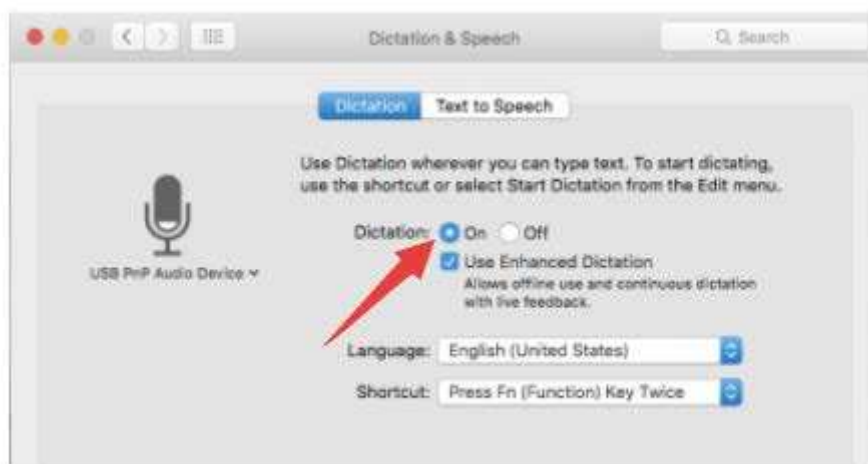 Dictation & Speech
Search
Dictation Text to Speech
Use Dictation wherever you can type text. To start dictating,
use the shortcut or select Start Dictation from the Edit menu.
Dictation: On Off
USB PnP Audio Device
Use Enhanced Dictation
Allows offline use and continuous dictation
with live feedback.
Language: English (United States)
Shortcut: Press Fn (Function) Key Twice